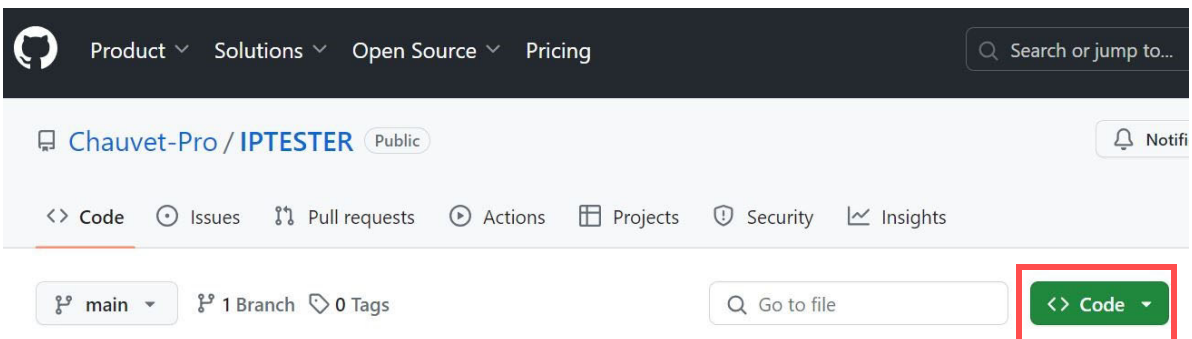 Product Solutions Open Source Pricing Search or jump to...
Chauvet-Pro / IPTESTER Public Notifi
Code Issues Pull requests Actions Projects Security Insights
main 1 Branch 0 Tags Go to file Code